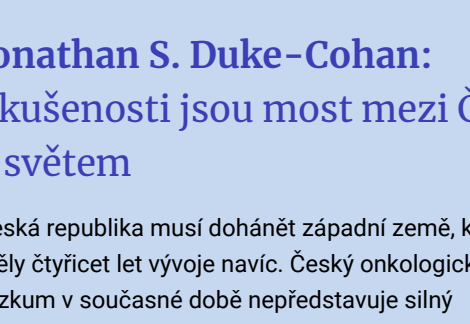 onathan S. Duke-Cohan:
kušenosti jsou most mezi Č
světem
eská republika musí dohánět západní země, k
ěly čtyřicet let vývoje navíc. Český onkologick
zkum v současné době nepředstavuje silný